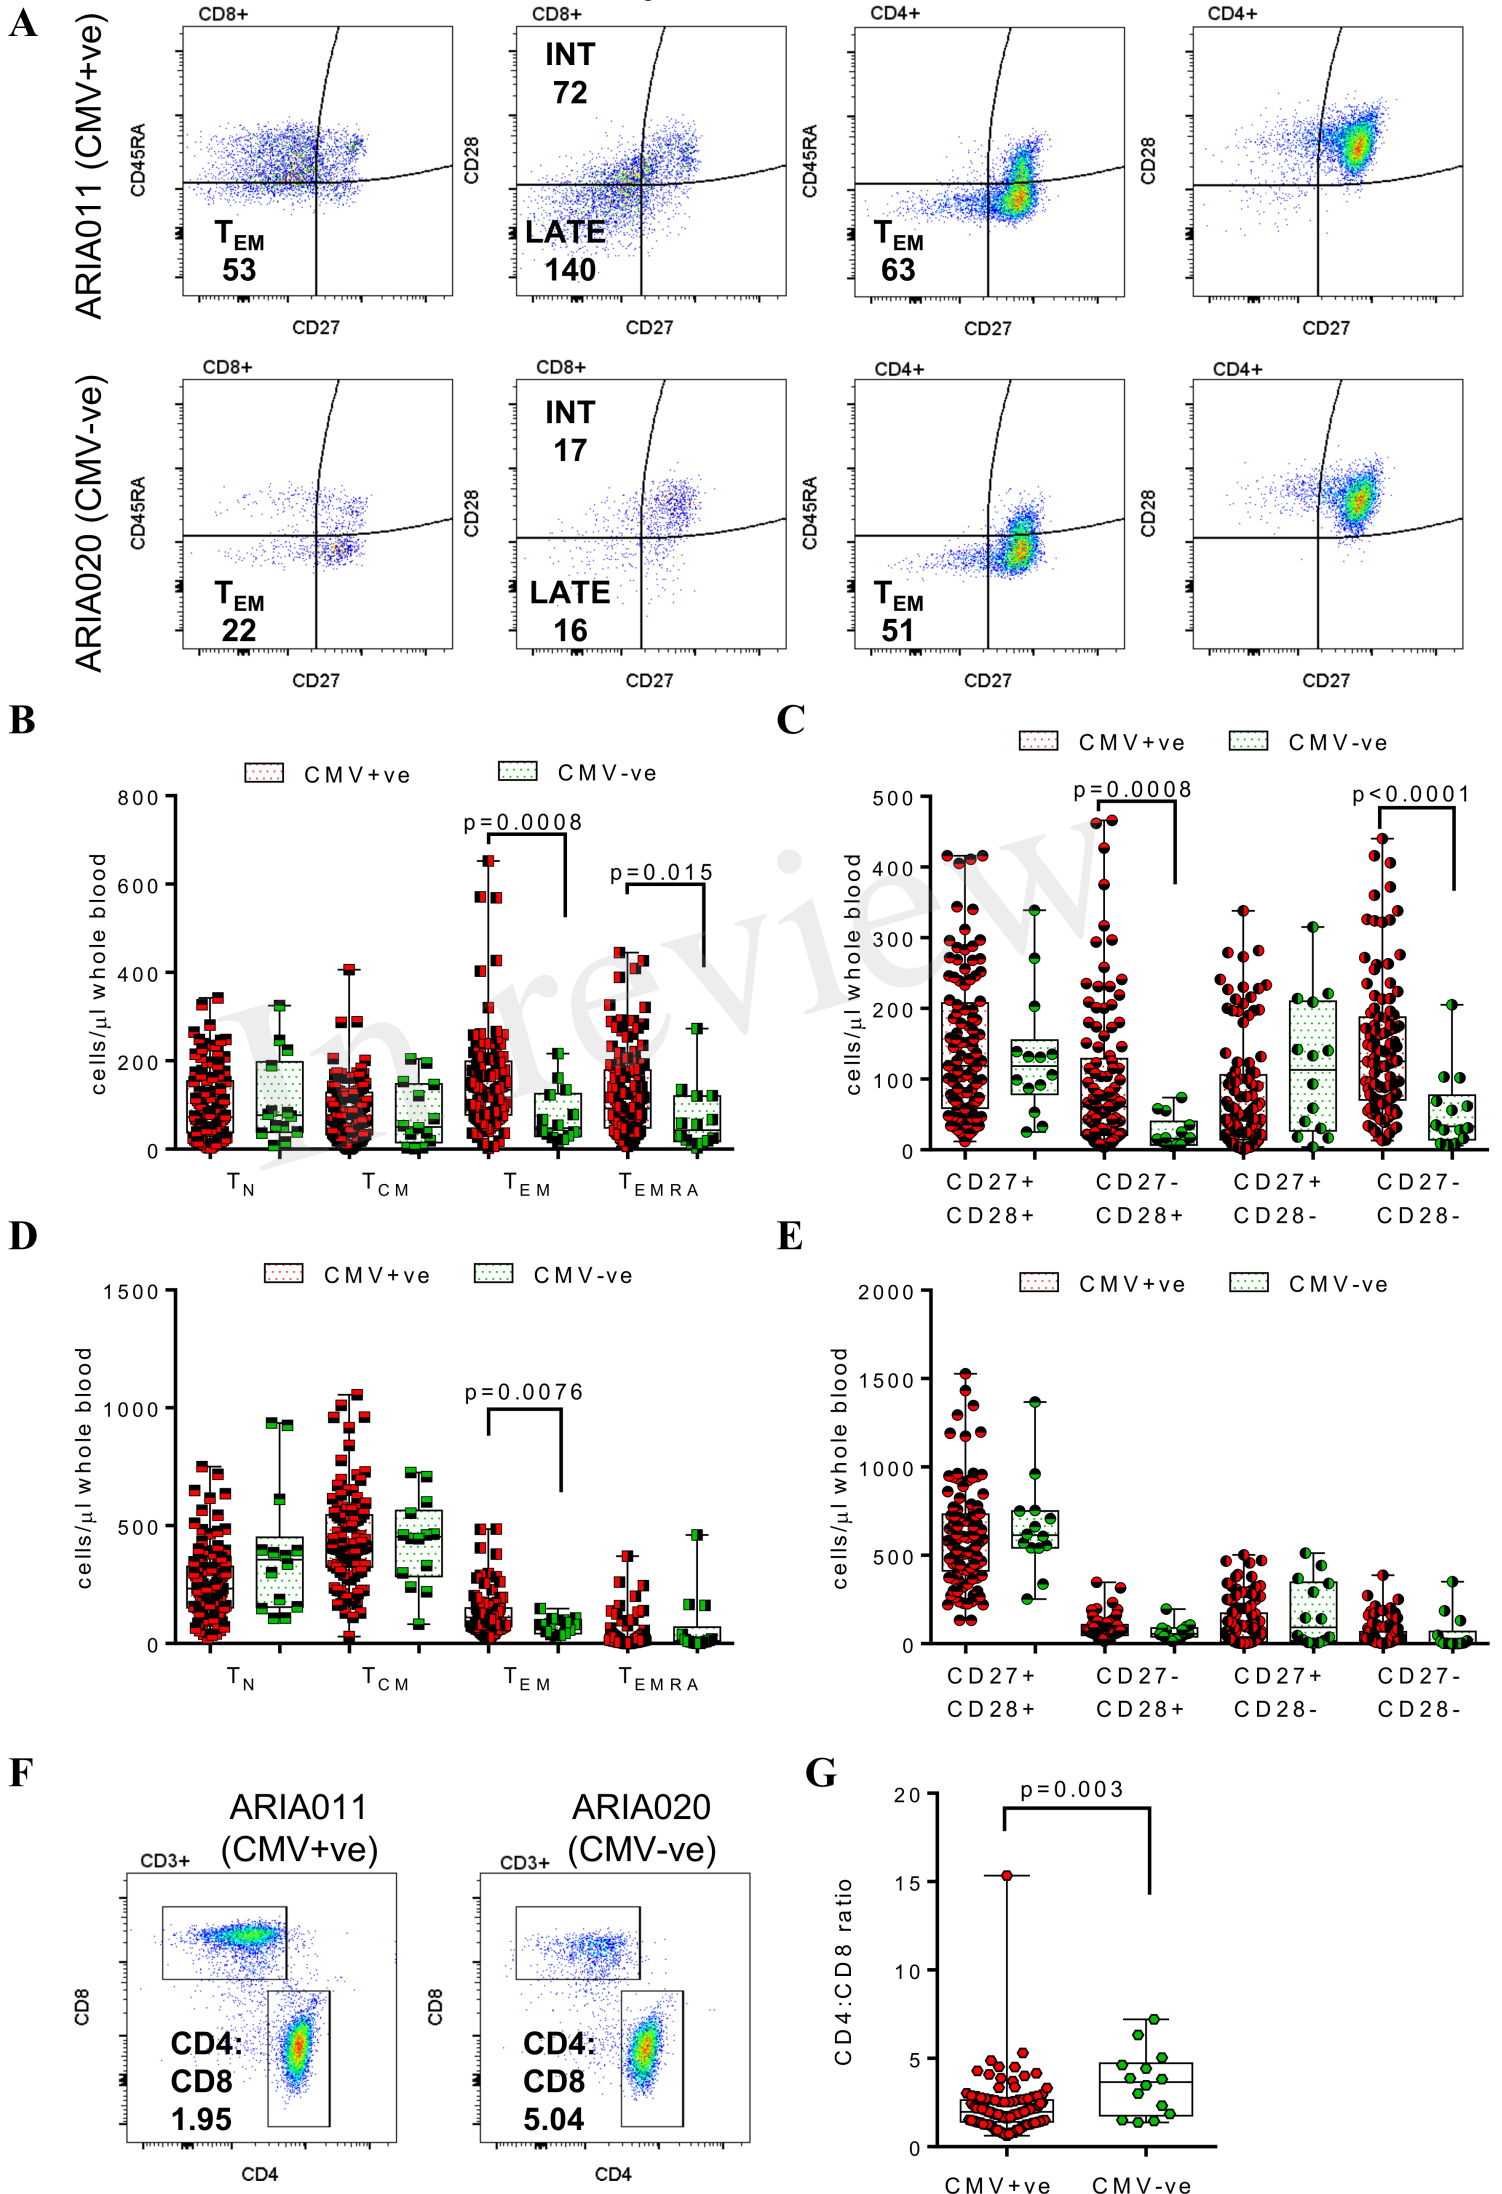 A
ARIA011 (CMV+ve)
CD8+
CD45RA
TEM
53
CD27
CD8+
CD28
INT
72
LATE
140
CD27
CD4+
CD45RA
TEM
63
CD27
CD4+
CD28
CD27
ARIA020 (CMV-ve)
CD8+
CD45RA
TEM
22
CD27
CD8+
CD28
INT
17
LATE
16
CD27
CD4+
CD45RA
TEM
51
CD27
CD4+
CD28
CD27
B
CMV+ve CMV-ve
cells/µl whole blood
800
600
400
200
0
p=0.0008
p=0.015
TN TCM TEM TEMRA
C
CMV+ve CMV-ve
cells/µl whole blood
500
400
300
200
100
0
p=0.0008
p<0.0001
CD27+ CD27- CD27+ CD27-
CD28+ CD28+ CD28- CD28-
In review
D
CMV+ve CMV-ve
cells/µl whole blood
1500
1000
500
0
p=0.0076
TN TCM TEM TEMRA
E
CMV+ve CMV-ve
cells/µl whole blood
2000
1500
1000
500
0
CD27+ CD27- CD27+ CD27-
CD28+ CD28+ CD28- CD28-
F
ARIA011
(CMV+ve)
CD3+
CD8
CD4:
CD8
1.95
CD4
ARIA020
(CMV-ve)
CD3+
CD8
CD4:
CD8
5.04
CD4
G
CD4:CD8 ratio
20
15
10
5
0
p=0.003
CMV+ve CMV-ve